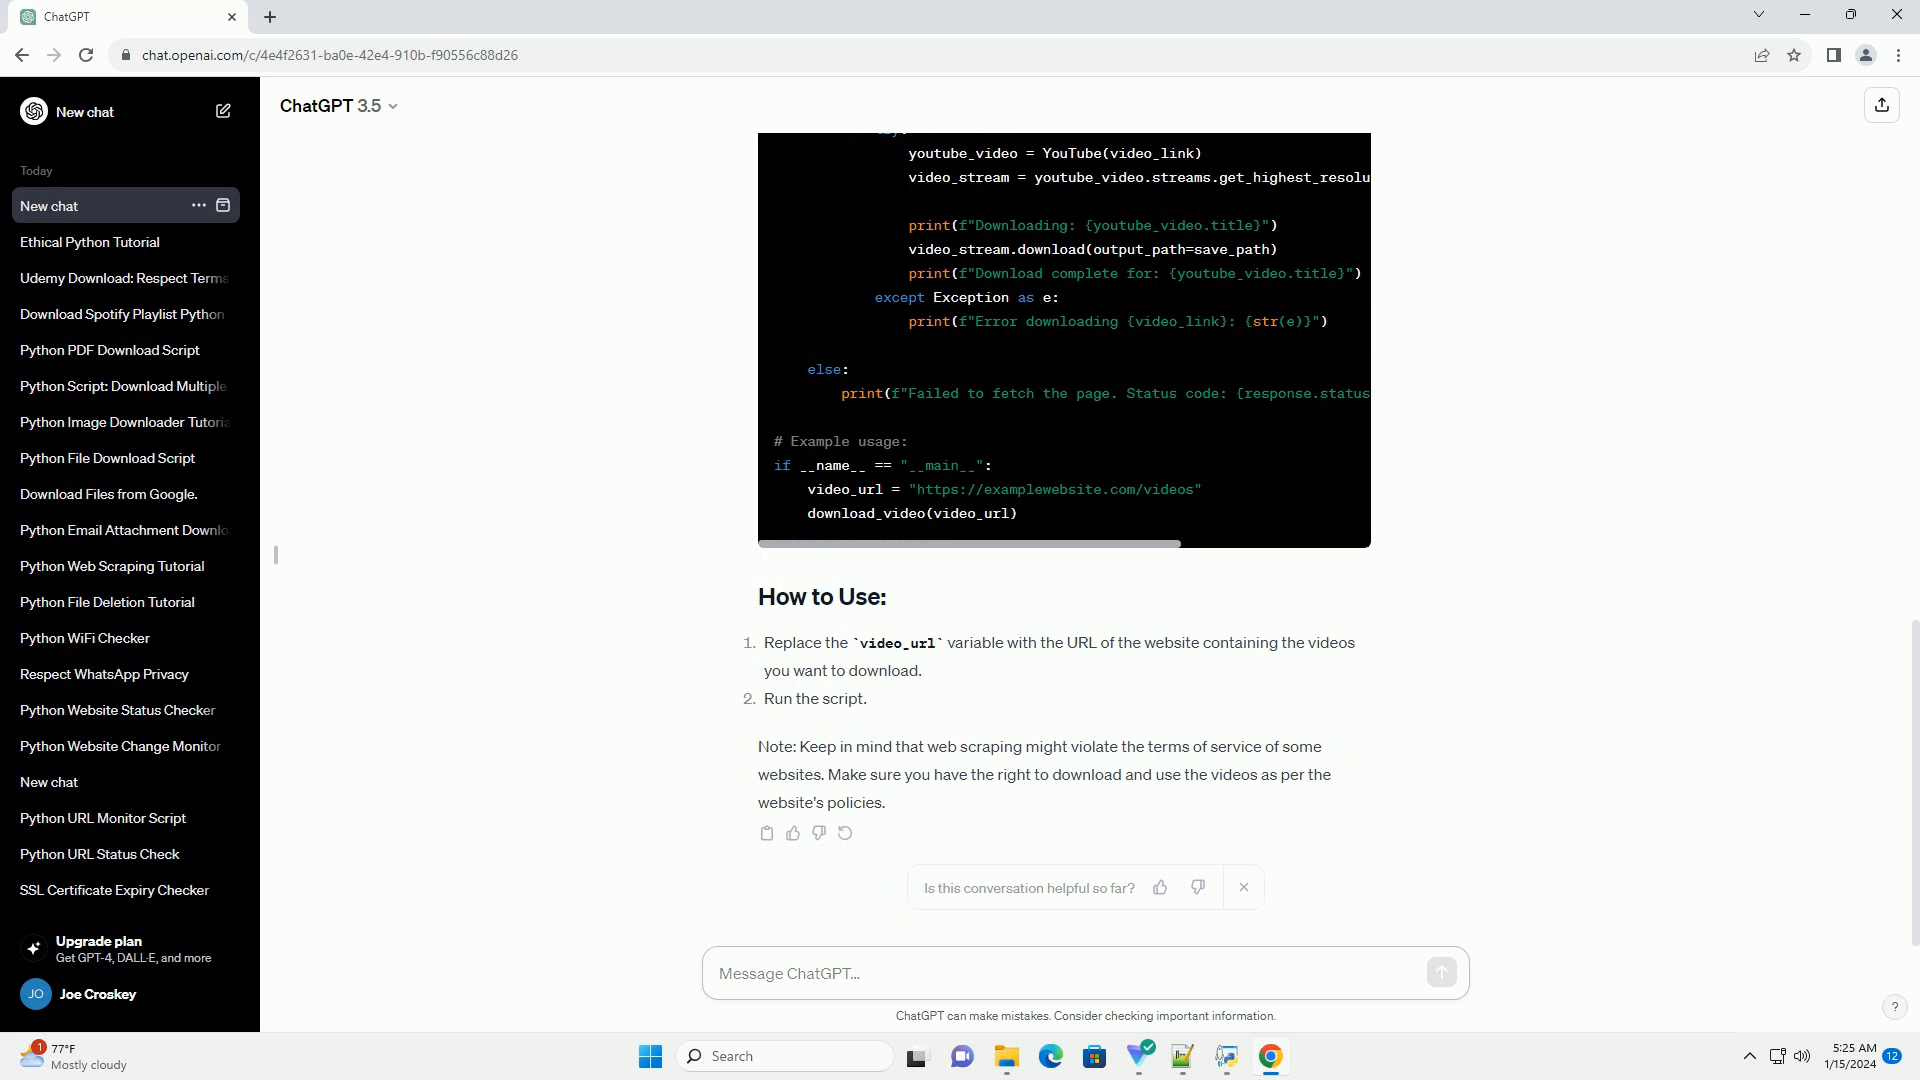 ChatGPT
chat.openai.com/c/4e4f2631-ba0e-42e4-910b-f90556c88d26
New chat
Today
New chat
Ethical Python Tutorial
Udemy Download: Respect Terms
Download Spotify Playlist Python
Python PDF Download Script
Python Script: Download Multiple
Python Image Downloader Tutoria
Python File Download Script
Download Files from Google.
Python Email Attachment Downlo
Python Web Scraping Tutorial
Python File Deletion Tutorial
Python WiFi Checker
Respect WhatsApp Privacy
Python Website Status Checker
Python Website Change Monitor
New chat
Python URL Monitor Script
Python URL Status Check
SSL Certificate Expiry Checker
Upgrade plan
Get GPT-4, DALL·E, and more
JO Joe Croskey
ChatGPT 3.5
youtube_video = YouTube(video_link)
video_stream = youtube_video.streams.get_highest_resolu
print(f"Downloading: {youtube_video.title}")
video_stream.download(output_path=save_path)
print(f"Download complete for: {youtube_video.title}")
except Exception as e:
print(f"Error downloading {video_link}: {str(e)}")
else:
print(f"Failed to fetch the page. Status code: {response.status
# Example usage:
if __name__ == "__main__":
video_url = "https://examplewebsite.com/videos"
download_video(video_url)
How to Use:
1. Replace the `video_url` variable with the URL of the website containing the videos
you want to download.
2. Run the script.
Note: Keep in mind that web scraping might violate the terms of service of some
websites. Make sure you have the right to download and use the videos as per the
website's policies.
Is this conversation helpful so far?
Message ChatGPT...
ChatGPT can make mistakes. Consider checking important information.
?
1
77°F
Mostly cloudy
Search
5:25 AM
1/15/2024
12